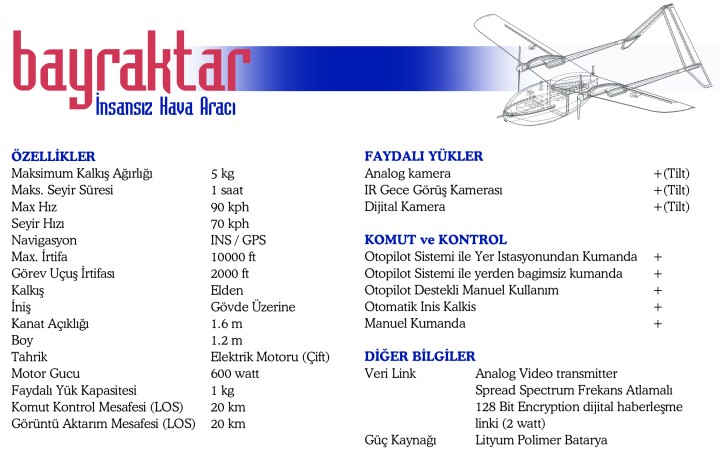 bayraktar
İnsansız Hava Aracı
ÖZELLİKLER
Maksimum Kalkış Ağırlığı 5 kg
Maks. Seyir Süresi 1 saat
Max Hız 90 kph
Seyir Hızı 70 kph
Navigasyon INS / GPS
Max. İrtifa 10000 ft
Görev Uçuş İrtifası 2000 ft
Kalkış Elden
İniş Gövde Üzerine
Kanat Açıklığı 1.6 m
Boy 1.2 m
Tahrik Elektrik Motoru (Çift)
Motor Gucu 600 watt
Faydalı Yük Kapasitesi 1 kg
Komut Kontrol Mesafesi (LOS) 20 km
Görüntü Aktarım Mesafesi (LOS) 20 km
FAYDALI YÜKLER
Analog kamera +(Tilt)
IR Gece Görüş Kamerası +(Tilt)
Dijital Kamera +(Tilt)
KOMUT ve KONTROL
Otopilot Sistemi ile Yer Istasyonundan Kumanda +
Otopilot Sistemi ile yerden bagimsiz kumanda +
Otopilot Destekli Manuel Kullanım +
Otomatik Inis Kalkis +
Manuel Kumanda +
DİĞER BİLGİLER
Veri Link Analog Video transmitter
Spread Spectrum Frekans Atlamalı
128 Bit Encryption dijital haberleşme
linki (2 watt)
Güç Kaynağı Lityum Polimer Batarya